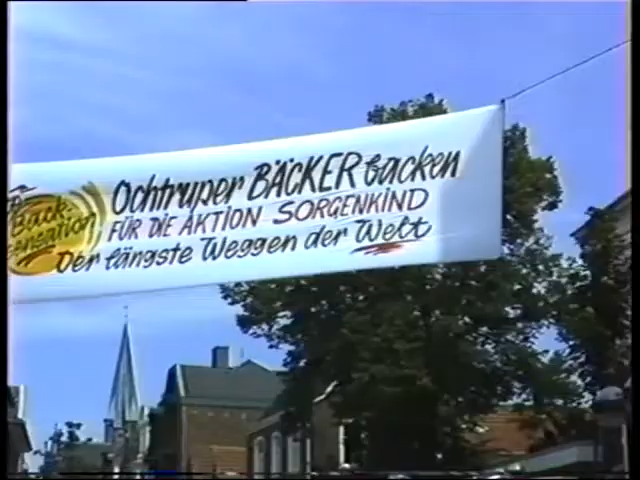 Back-
sensation
Ochtruper BÄCKER backen
FÜR DIE AKTION SORGENKIND
Der längste Weggen der Welt